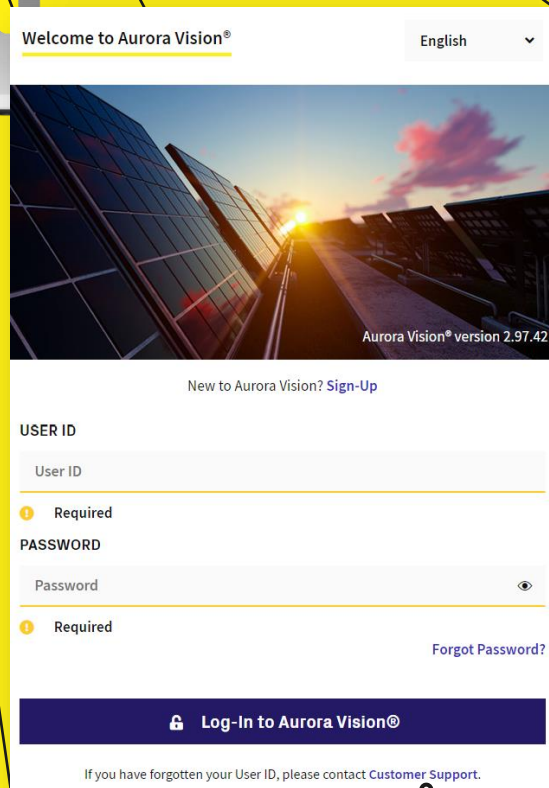 Welcome to Aurora Vision®
English
Aurora Vision® version 2.97.42
New to Aurora Vision? Sign-Up
USER ID
User ID
Required
PASSWORD
Password
Required
Forgot Password?
Log-In to Aurora Vision®
If you have forgotten your User ID, please contact Customer Support.